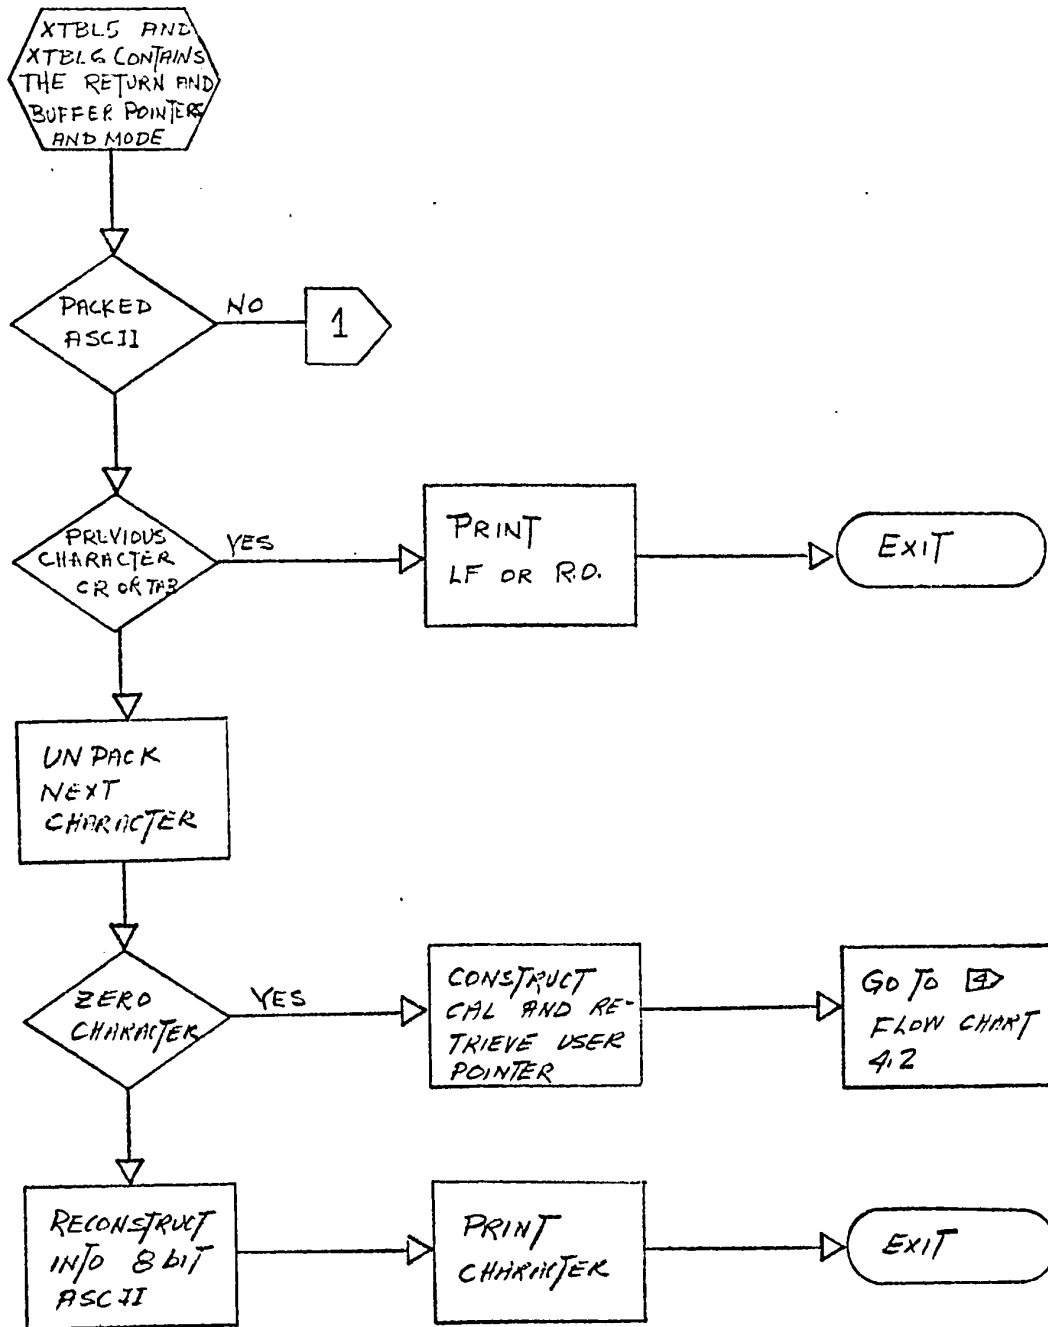 XTBL5 AND
XTBL6 CONTAINS
THE RETURN AND
BUFFER POINTERS
AND MODE
PACKED
ASCII
NO
1
PREVIOUS
CHARACTER
CR OR TAB
YES
PRINT
LF OR R.O.
EXIT
UNPACK
NEXT
CHARACTER
ZERO
CHARACTER
YES
CONSTRUCT
CAL AND RE-
TRIEVE USER
POINTER
GO TO
FLOW CHART
4.2
RECONSTRUCT
INTO 8 bIT
ASCII
PRINT
CHARACTER
EXIT